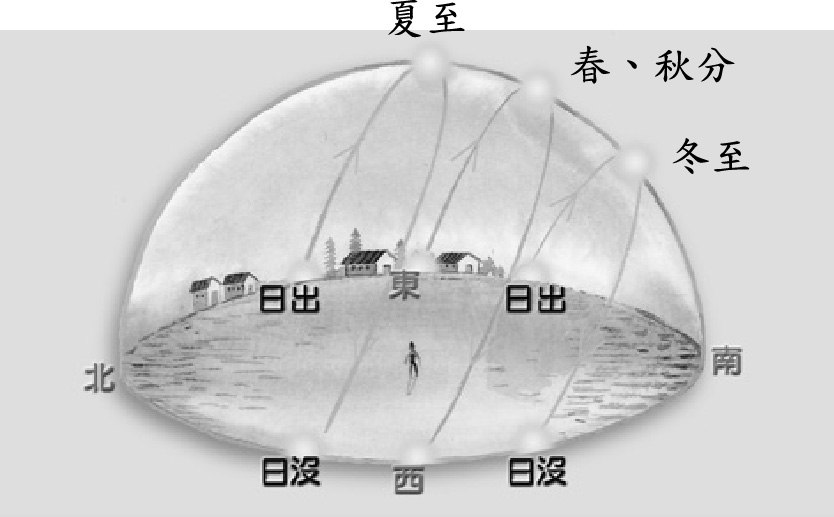 夏至
春、秋分
冬至
日出
東
日出
北
南
日沒
西
日沒